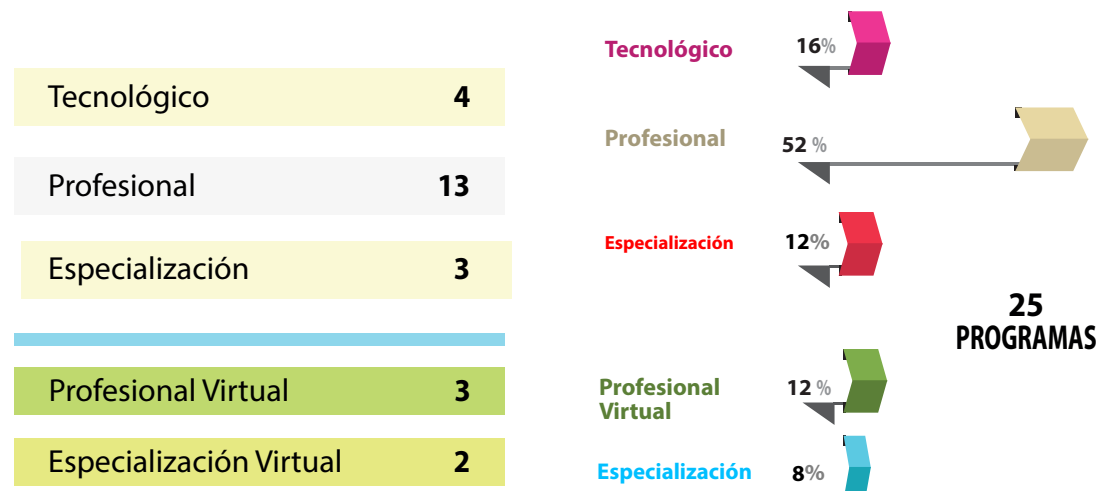 Tecnológico 4
Profesional 13
Especialización 3
Profesional Virtual 3
Especialización Virtual 2
Tecnológico 16%
Profesional 52 %
Especialización 12%
25
PROGRAMAS
Profesional
Virtual
12 %
Especialización 8%